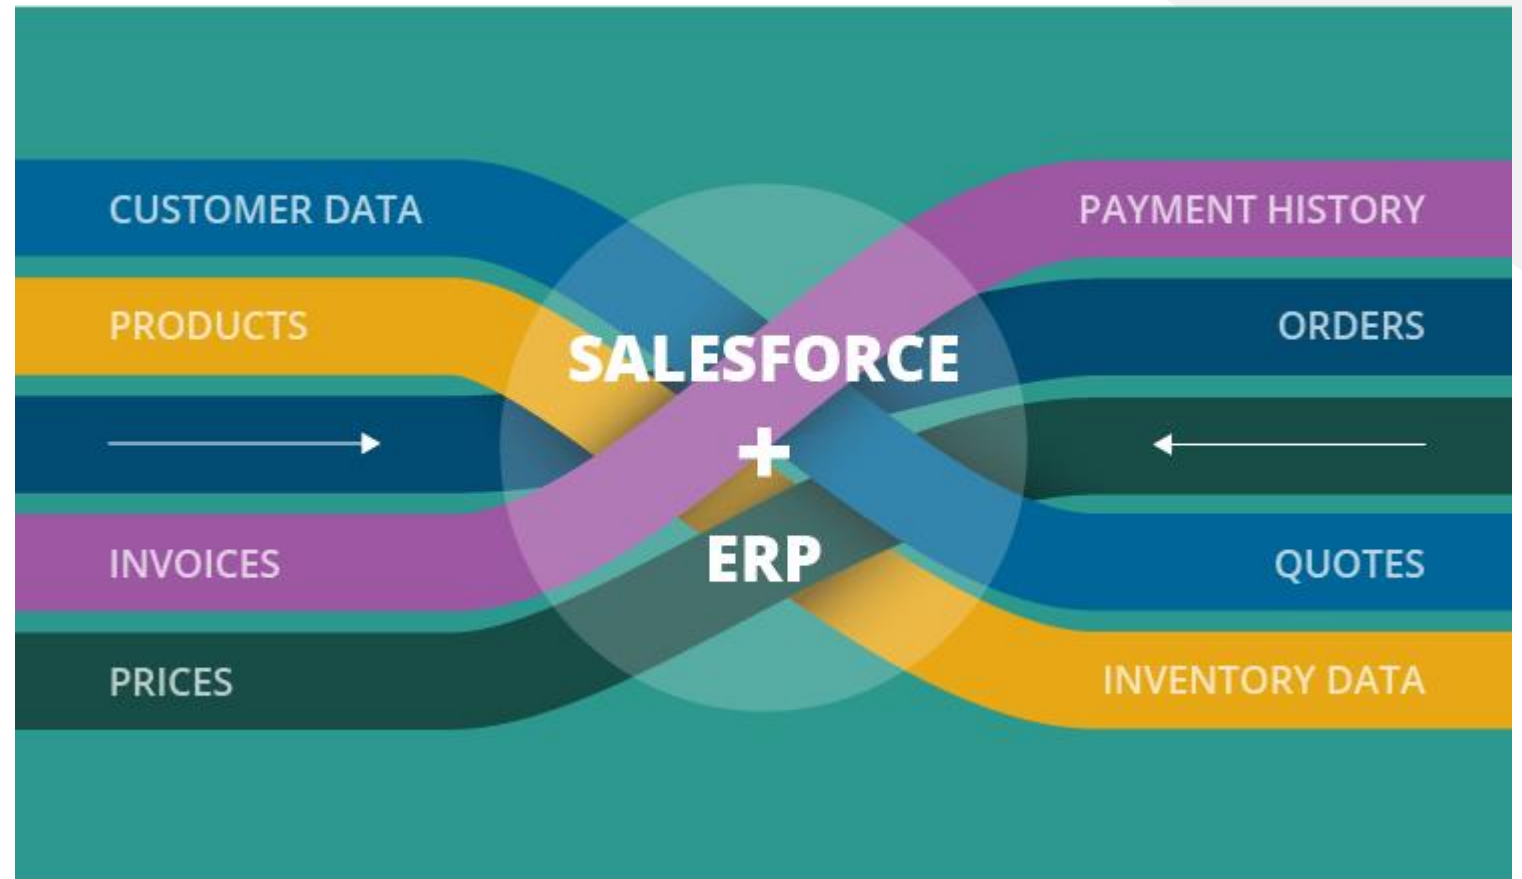 CUSTOMER DATA
PRODUCTS
INVOICES
PRICES
SALESFORCE
+
ERP
PAYMENT HISTORY
ORDERS
QUOTES
INVENTORY DATA